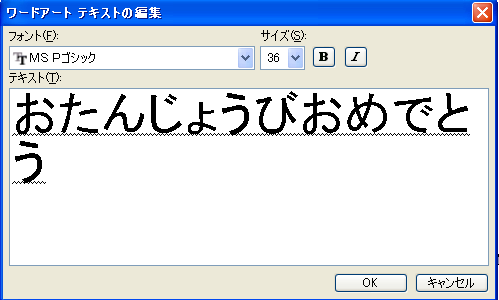 ワードアート テキストの編集
フォント(F): サイズ(S):
MS Pゴシック 36 B I
テキスト(T):
おたんじょうびおめでと
う
OK キャンセル